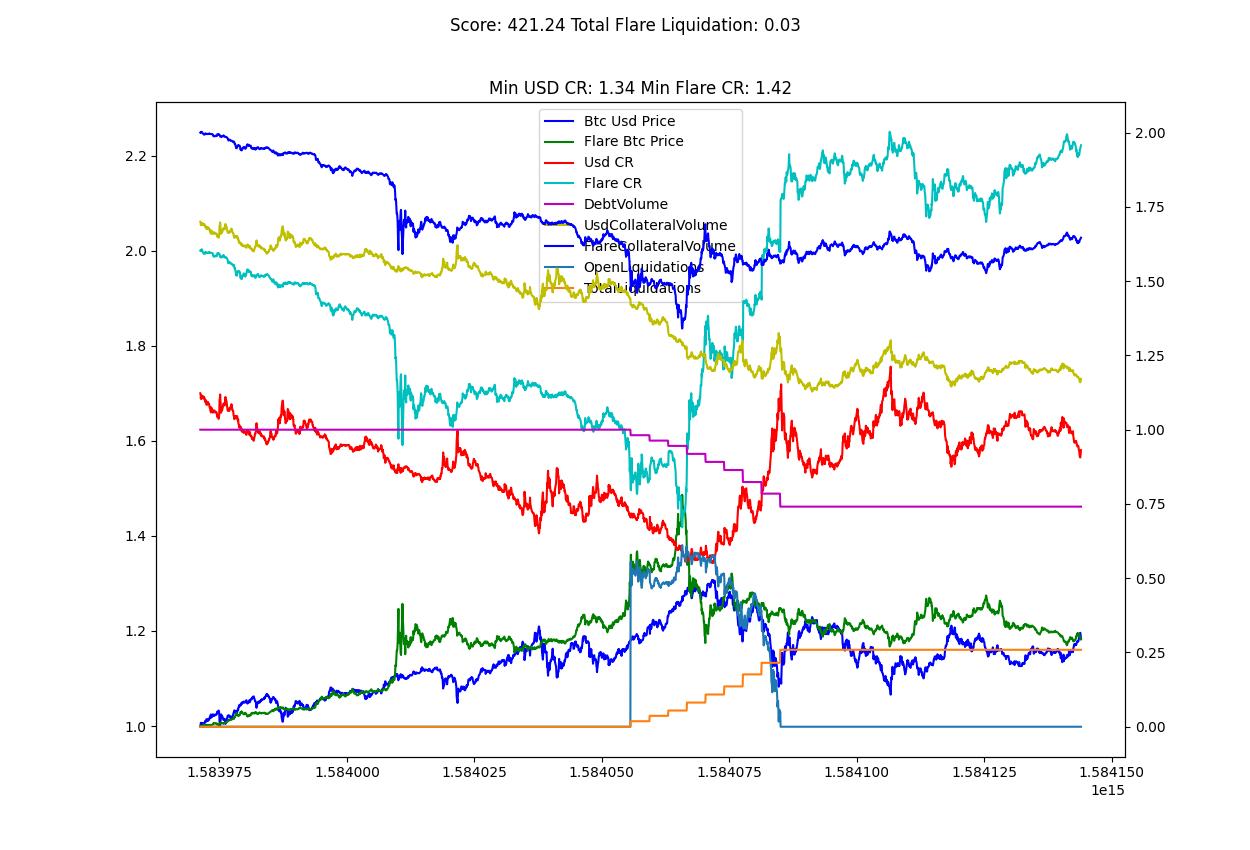 Score: 421.24 Total Flare Liquidation: 0.03
Min USD CR: 1.34 Min Flare CR: 1.42
Btc Usd Price
Flare Btc Price
Usd CR
Flare CR
DebtVolume
UsdCollateralVolume
FlareCollateralVolume
OpenLiquidations
TotalLiquidations
2.2
2.0
1.8
1.6
1.4
1.2
1.0
2.00
1.75
1.50
1.25
1.00
0.75
0.50
0.25
0.00
1.583975 1.584000 1.584025 1.584050 1.584075 1.584100 1.584125 1.584150
1e15